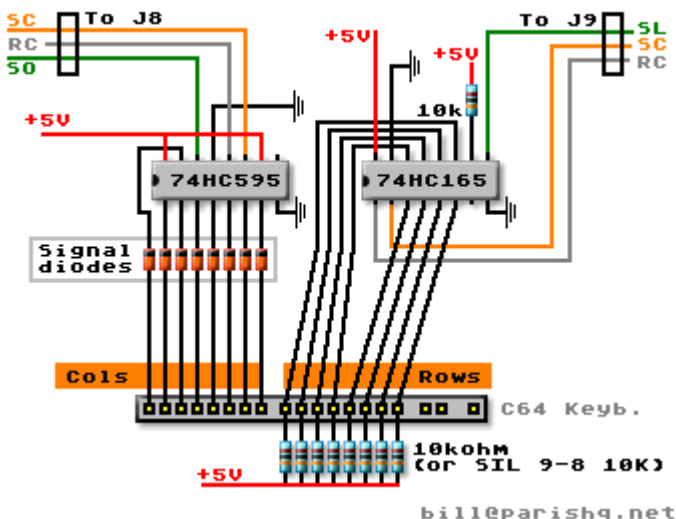 SC
To J8
RC
SO
+5V
+5V
To J9
SL
SC
RC
+5V
10k
74HC595
74HC165
Signal
diodes
Cols
Rows
C64 Keyb.
10kohm
(or SIL 9-8 10K)
+5V
bill@parishq.net